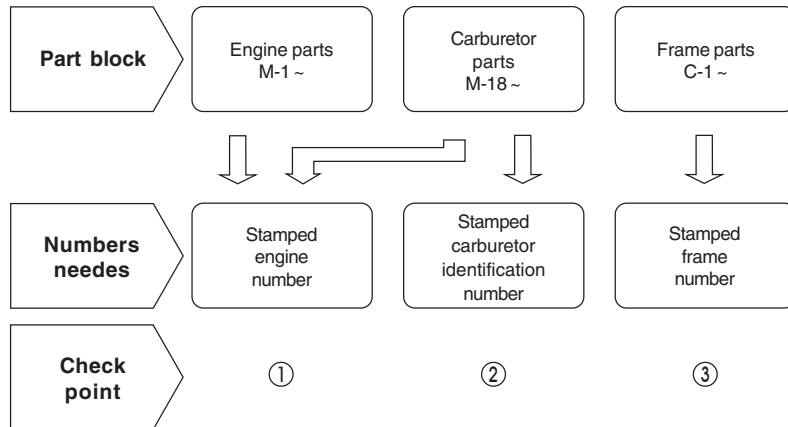 Part block
Engine parts
M-1 ~
Carburetor
parts
M-18 ~
Frame parts
C-1 ~
Numbers
needes
Stamped
engine
number
Stamped
carburetor
identification
number
Stamped
frame
number
Check
point
①
②
③